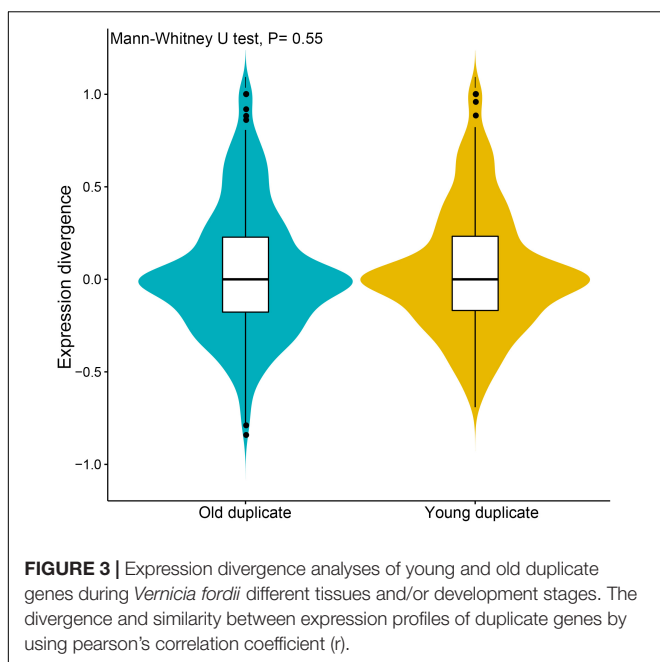 Mann-Whitney U test, P= 0.55
Expression divergence
1.0
0.5
0.0
−0.5
−1.0
Old duplicate Young duplicate
FIGURE 3 | Expression divergence analyses of young and old duplicate
genes during Vernicia fordii different tissues and/or development stages. The
divergence and similarity between expression profiles of duplicate genes by
using pearson's correlation coefficient (r).